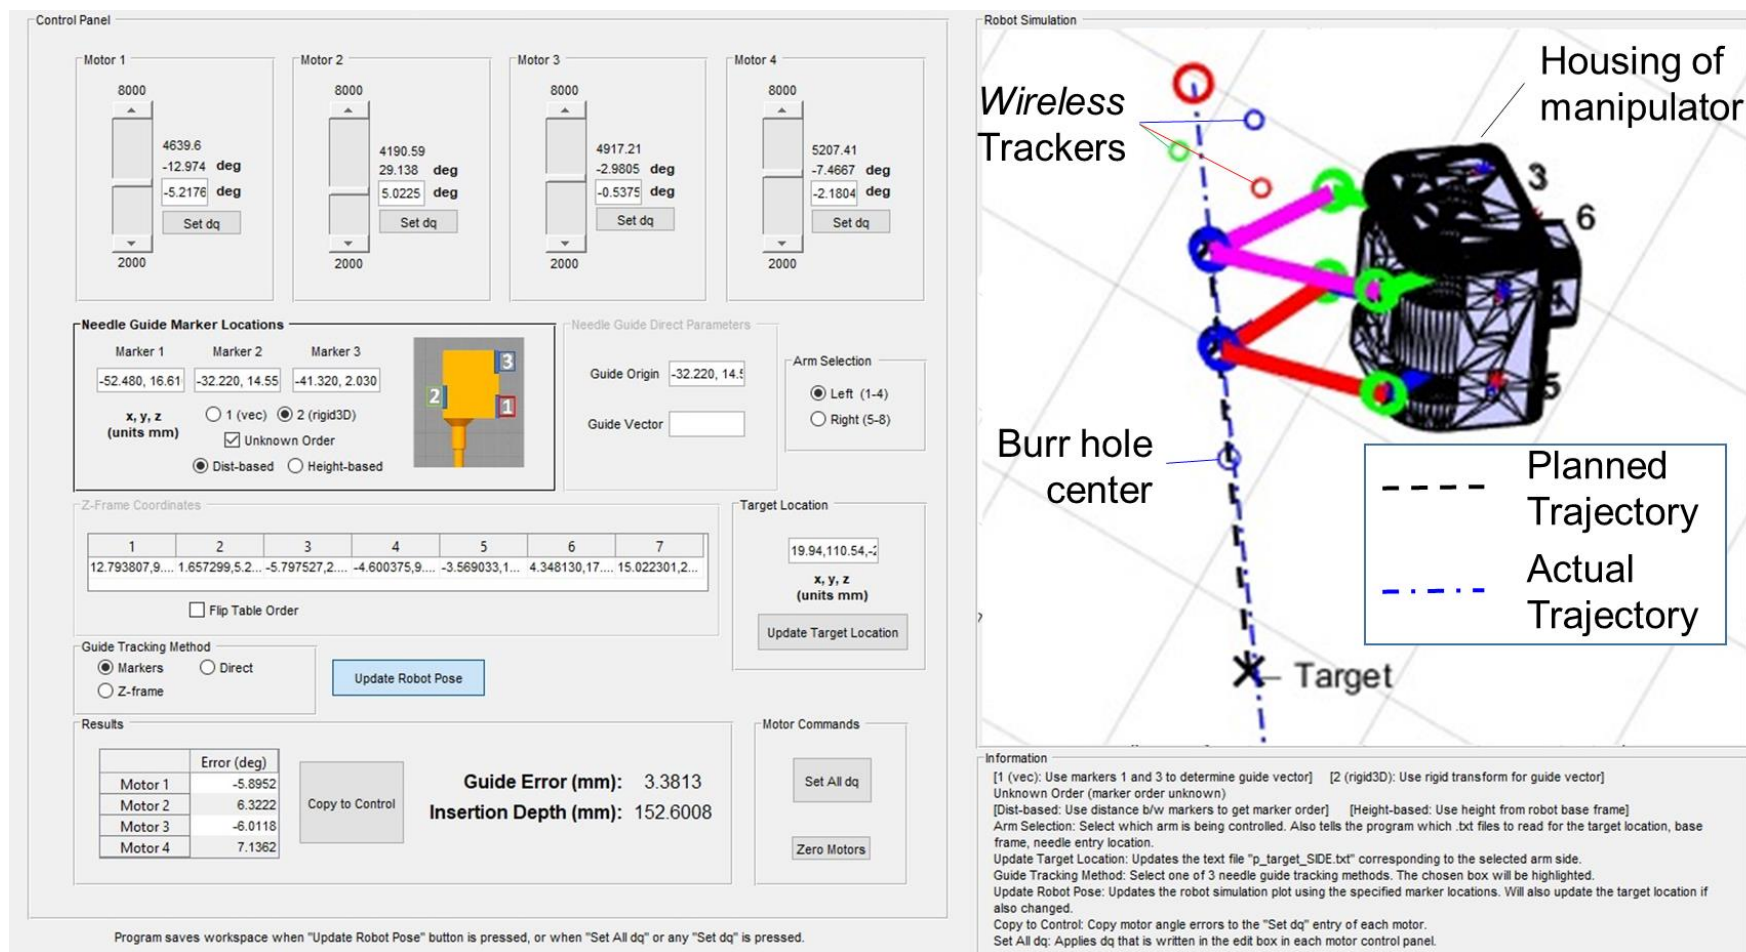 Control Panel
Motor 1
8000
4639.6
-12.974 deg
-5.2176 deg
Set dq
2000
Motor 2
8000
4190.59
29.138 deg
5.0225 deg
Set dq
2000
Motor 3
8000
4917.21
-2.9805 deg
-0.5375 deg
Set dq
2000
Motor 4
8000
5207.41
-7.4667 deg
-2.1804 deg
Set dq
2000
Needle Guide Marker Locations
Marker 1 Marker 2 Marker 3
-52.480, 16.61 -32.220, 14.55 -41.320, 2.030
x, y, z
(units mm)
1 (vec) 2 (rigid3D)
Unknown Order
Dist-based Height-based
3
2
1
Needle Guide Direct Parameters
Guide Origin -32.220, 14.5
Guide Vector
Arm Selection
Left (1-4)
Right (5-8)
Z-Frame Coordinates
1 2 3 4 5 6 7
12.793807,9.... 1.657299,5.2... -5.797527,2.... -4.600375,9.... -3.569033,1... 4.348130,17.... 15.022301,2...
Flip Table Order
Target Location
19.94,110.54,-2
x, y, z
(units mm)
Update Target Location
Guide Tracking Method
Markers Direct
Z-frame
Update Robot Pose
Results
Error (deg)
Motor 1 -5.8952
Motor 2 6.3222
Motor 3 -6.0118
Motor 4 7.1362
Copy to Control
Guide Error (mm): 3.3813
Insertion Depth (mm): 152.6008
Motor Commands
Set All dq
Zero Motors
Program saves workspace when "Update Robot Pose" button is pressed, or when "Set All dq" or any "Set dq" is pressed.
Robot Simulation
Wireless
Trackers
Housing of
manipulator
3
6
5
Burr hole
center
Planned
Trajectory
Actual
Trajectory
Target
Information
[1 (vec): Use markers 1 and 3 to determine guide vector] [2 (rigid3D): Use rigid transform for guide vector]
Unknown Order (marker order unknown)
[Dist-based: Use distance b/w markers to get marker order] [Height-based: Use height from robot base frame]
Arm Selection: Select which arm is being controlled. Also tells the program which .txt files to read for the target location, base
frame, needle entry location.
Update Target Location: Updates the text file "p_target_SIDE.txt" corresponding to the selected arm side.
Guide Tracking Method: Select one of 3 needle guide tracking methods. The chosen box will be highlighted.
Update Robot Pose: Updates the robot simulation plot using the specified marker locations. Will also update the target location if
also changed.
Copy to Control: Copy motor angle errors to the "Set dq" entry of each motor.
Set All dq: Applies dq that is written in the edit box in each motor control panel.